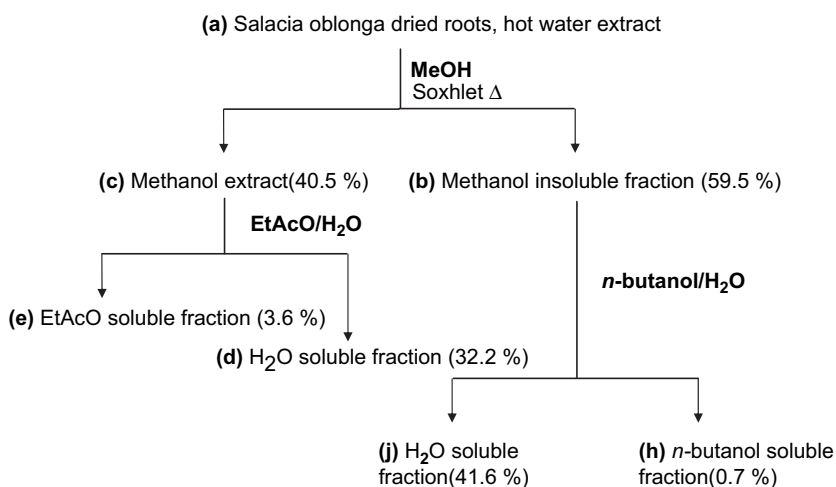 (a) Salacia oblonga dried roots, hot water extract
MeOH
Soxhlet Δ
(c) Methanol extract(40.5 %)
(b) Methanol insoluble fraction (59.5 %)
EtAcO/H₂O
n-butanol/H₂O
(e) EtAcO soluble fraction (3.6 %)
(d) H₂O soluble fraction (32.2 %)
(j) H₂O soluble
fraction(41.6 %)
(h) n-butanol soluble
fraction(0.7 %)